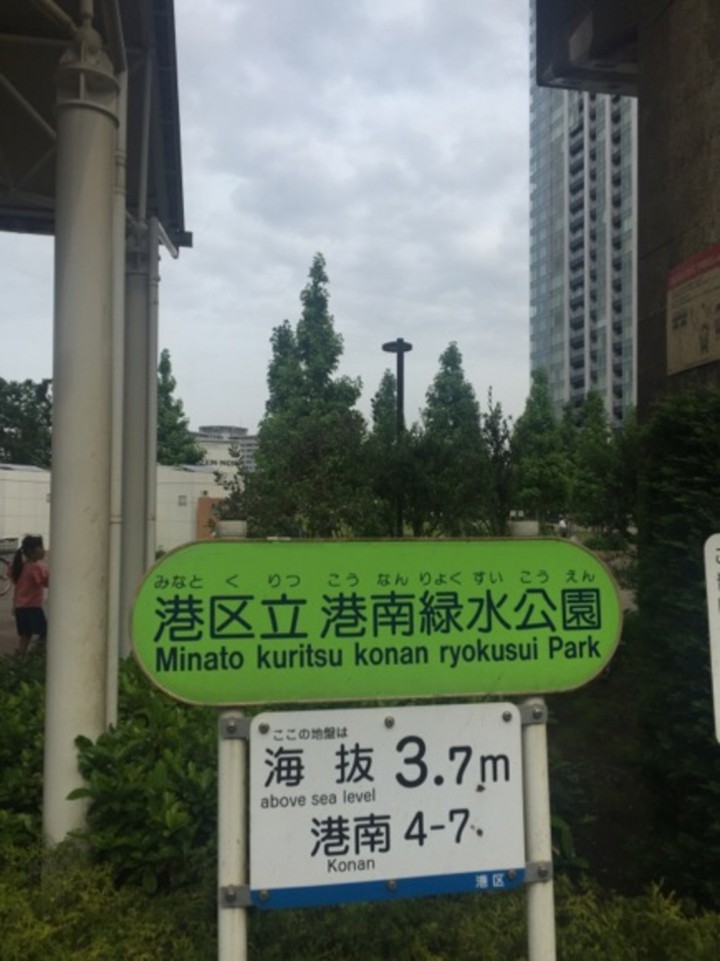 みなと く りつ こう なん りょく すい こう えん
港区立 港南緑水公園
Minato kuritsu konan ryokusui Park
ここの地盤は
海抜 3.7m
above sea level
港南 4-7
Konan
港区